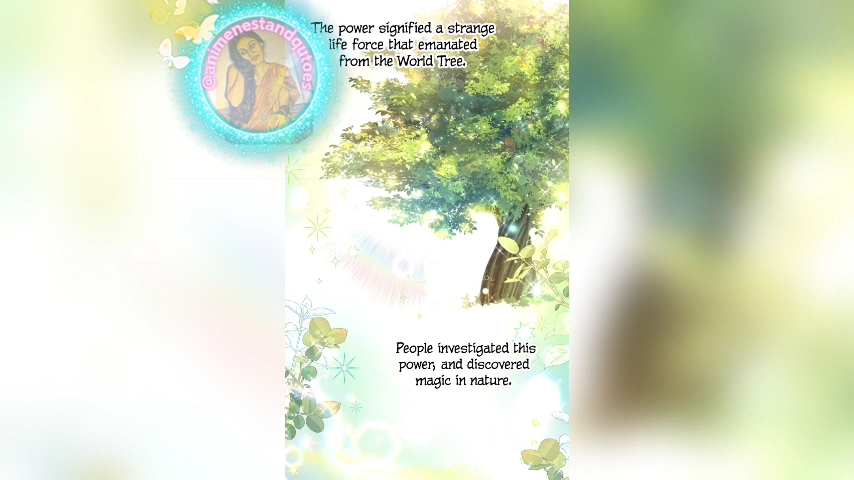 The power signified a strange
life force that emanated
from the World Tree.
@animenestandqutoes
People investigated this
power, and discovered
magic in nature.